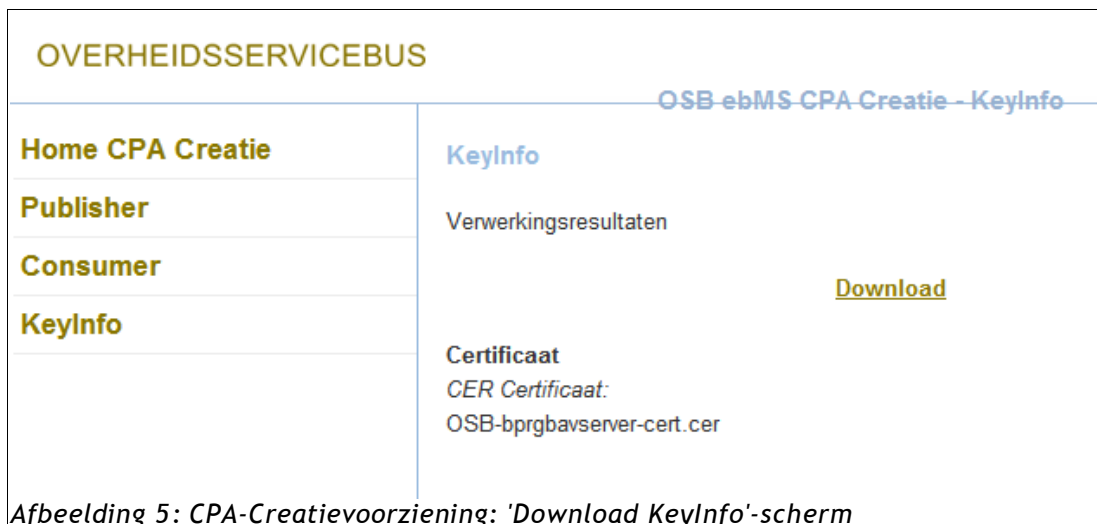 OVERHEIDSSERVICEBUS
OSB ebMS CPA Creatie - KeyInfo
Home CPA Creatie
Publisher
Consumer
KeyInfo
KeyInfo
Verwerkingsresultaten
Download
Certificaat
CER Certificaat:
OSB-bprgbavserver-cert.cer
Afbeelding 5: CPA-Creatievoorziening: 'Download KeyInfo'-scherm